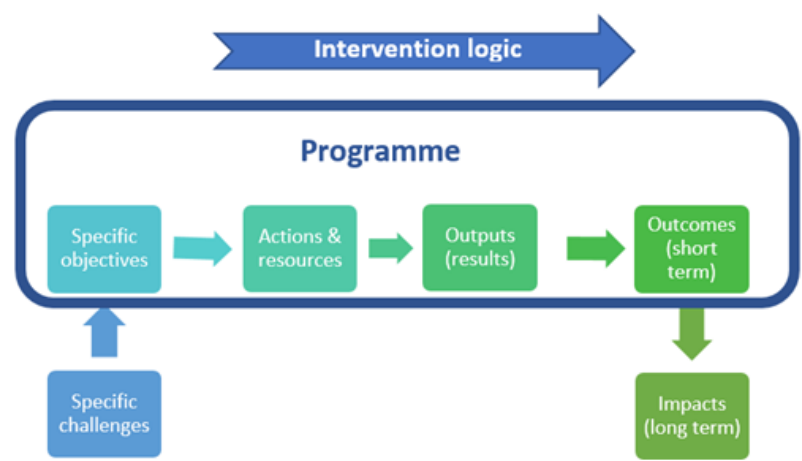 Intervention logic
Programme
Specific
objectives
Actions &
resources
Outputs
(results)
Outcomes
(short
term)
Specific
challenges
Impacts
(long term)